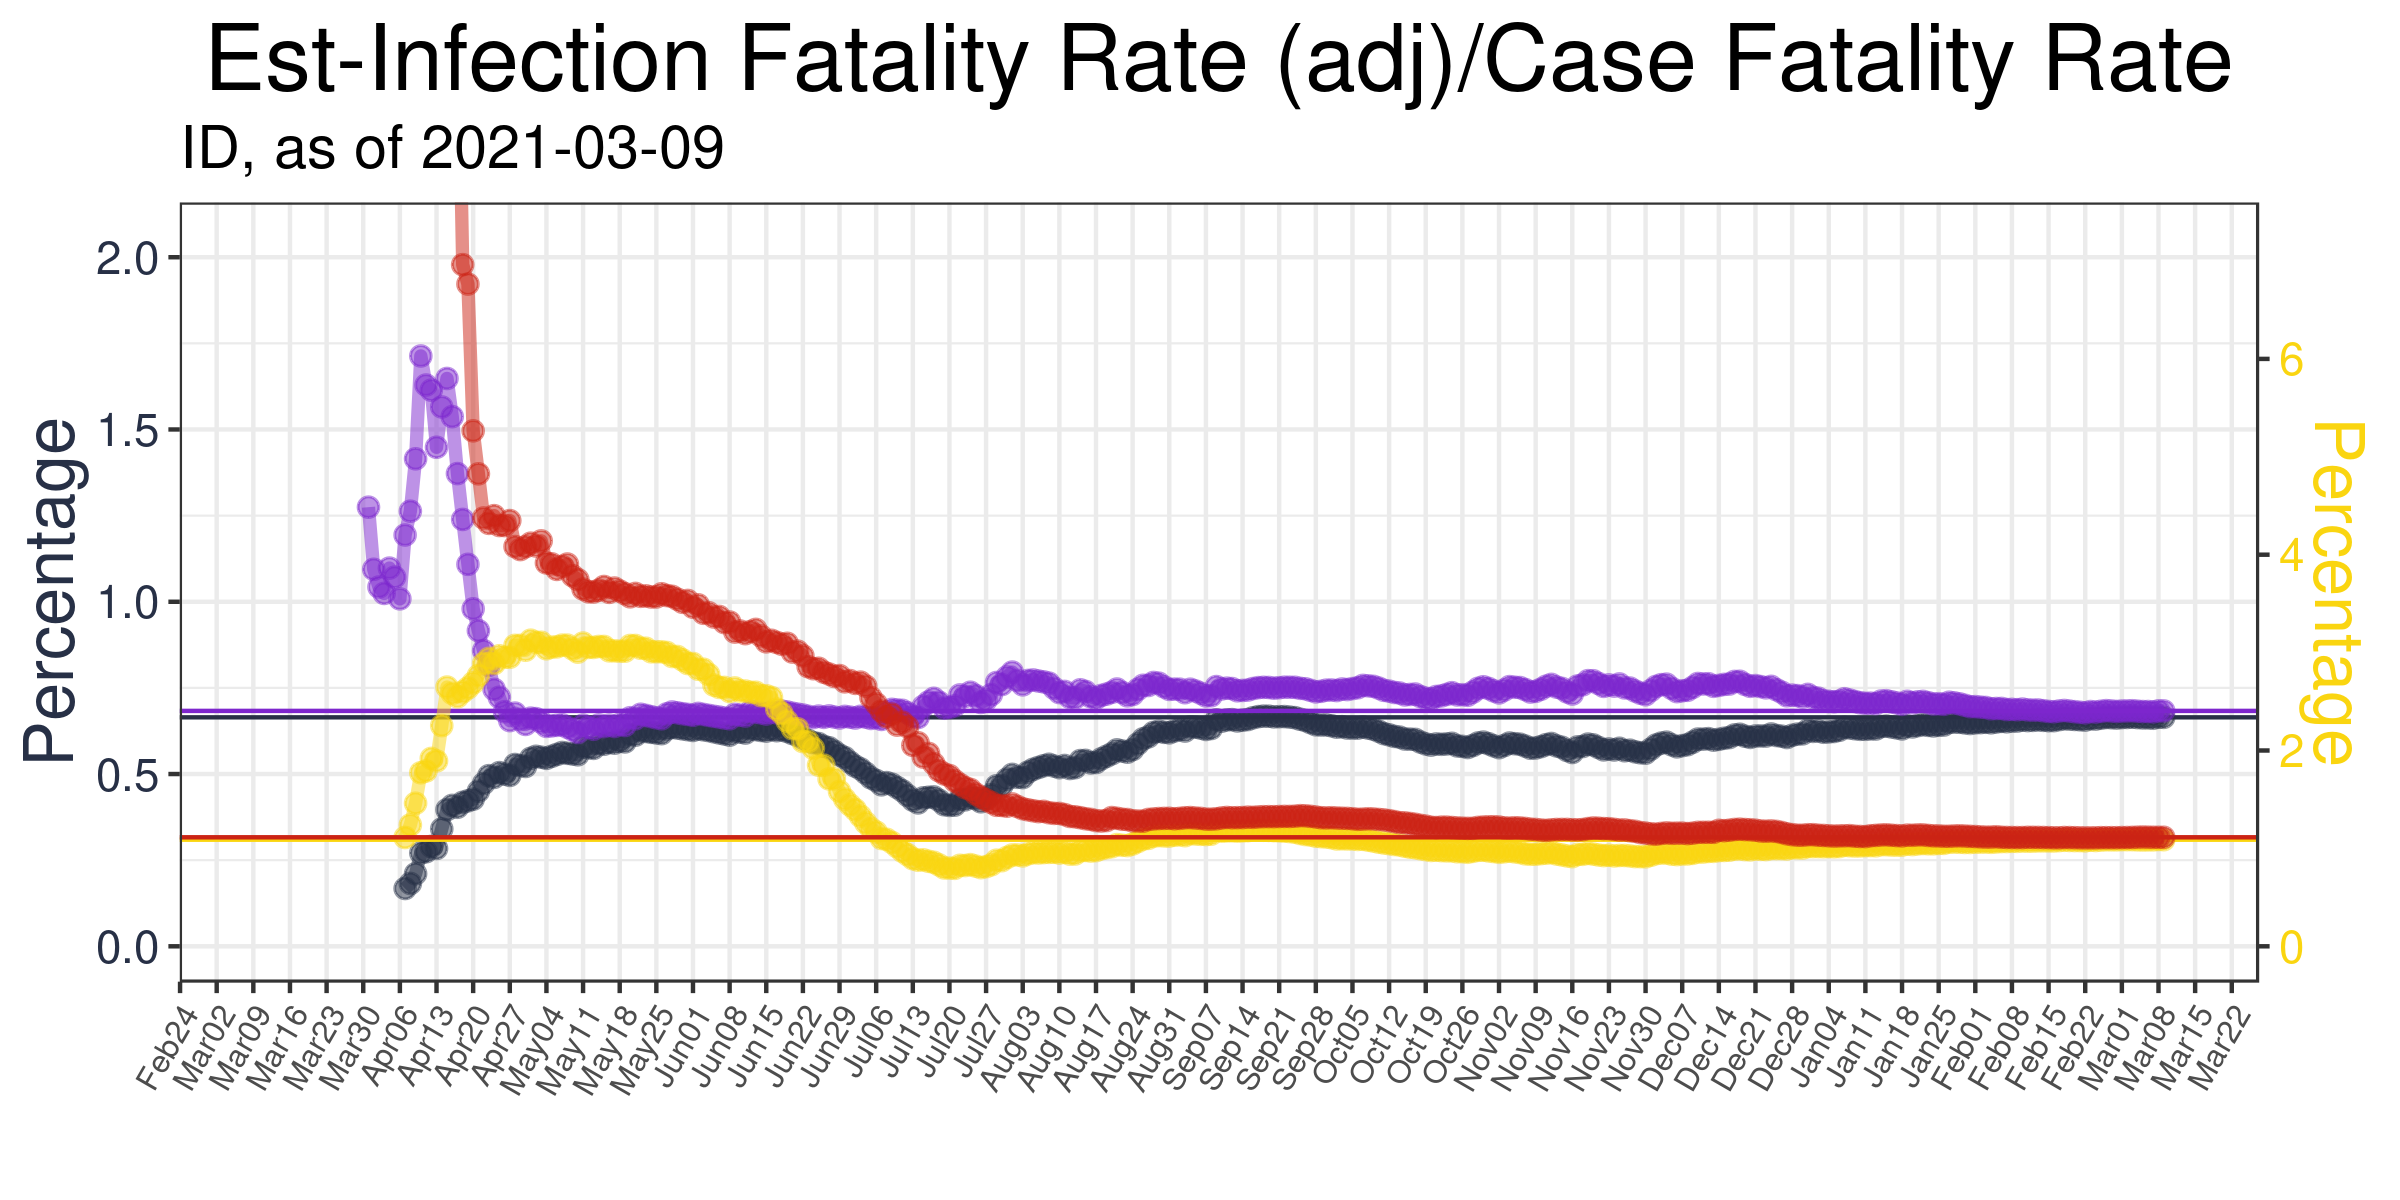 Est-Infection Fatality Rate (adj)/Case Fatality Rate
ID, as of 2021-03-09
Percentage
2.0
1.5
1.0
0.5
0.0
6
4
2
0
Percentage
Feb24
Mar02
Mar09
Mar16
Mar23
Mar30
Apr06
Apr13
Apr20
Apr27
May04
May11
May18
May25
Jun01
Jun08
Jun15
Jun22
Jun29
Jul06
Jul13
Jul20
Jul27
Aug03
Aug10
Aug17
Aug24
Aug31
Sep07
Sep14
Sep21
Sep28
Oct05
Oct12
Oct19
Oct26
Nov02
Nov09
Nov16
Nov23
Nov30
Dec07
Dec14
Dec21
Dec28
Jan04
Jan11
Jan18
Jan25
Feb01
Feb08
Feb15
Feb22
Mar01
Mar08
Mar15
Mar22